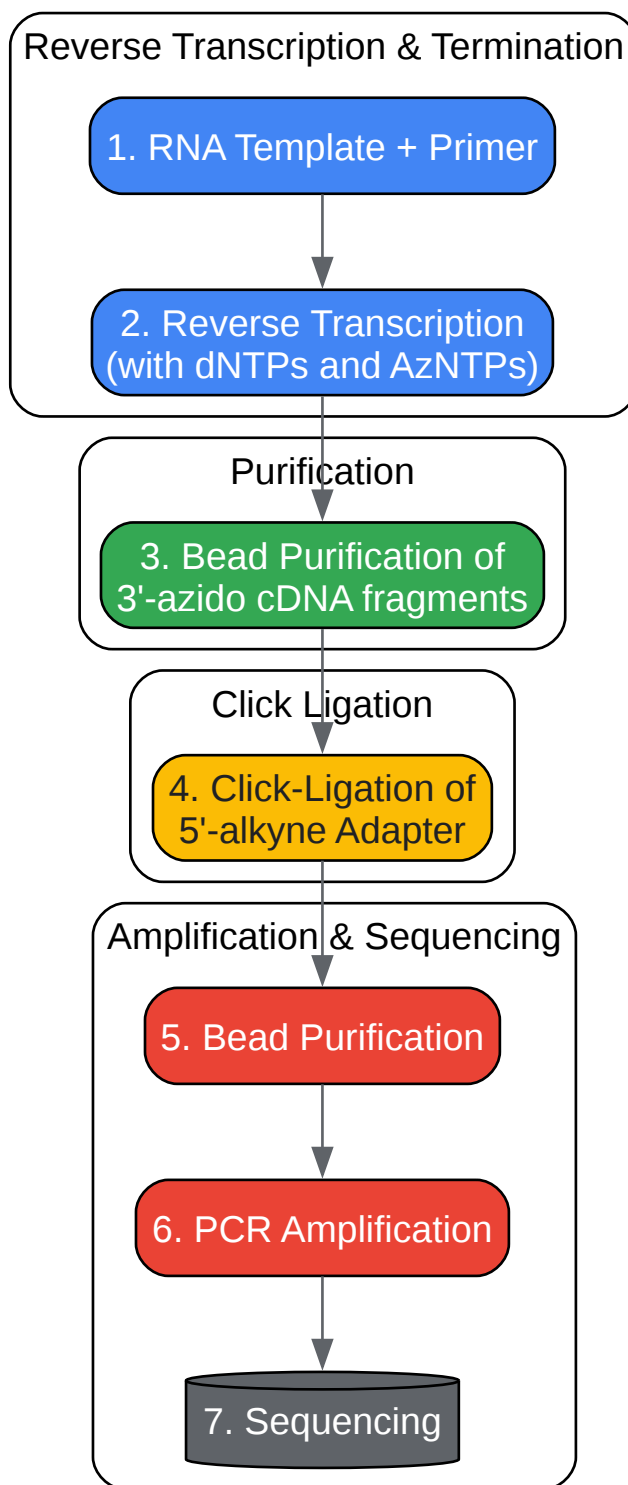 Reverse Transcription & Termination
1. RNA Template + Primer
2. Reverse Transcription
(with dNTPs and AzNTPs)
Purification
3. Bead Purification of
3'-azido cDNA fragments
Click Ligation
4. Click-Ligation of
5'-alkyne Adapter
Amplification & Sequencing
5. Bead Purification
6. PCR Amplification
7. Sequencing